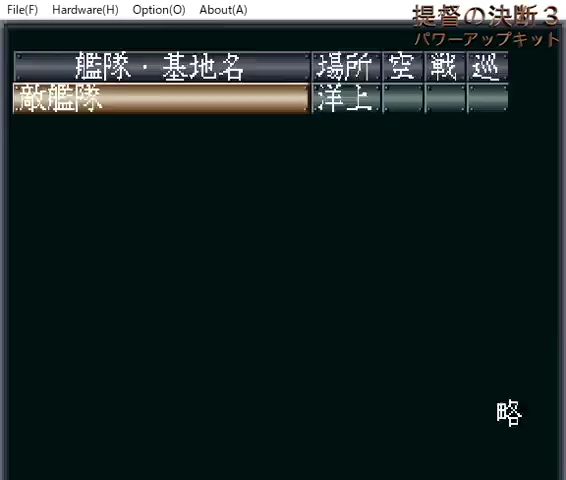 File(F) Hardware(H) Option(O) About(A)
提督の決断3
パワーアップキット
艦隊・基地名 場所 空 戦 巡
敵艦隊 洋上
略